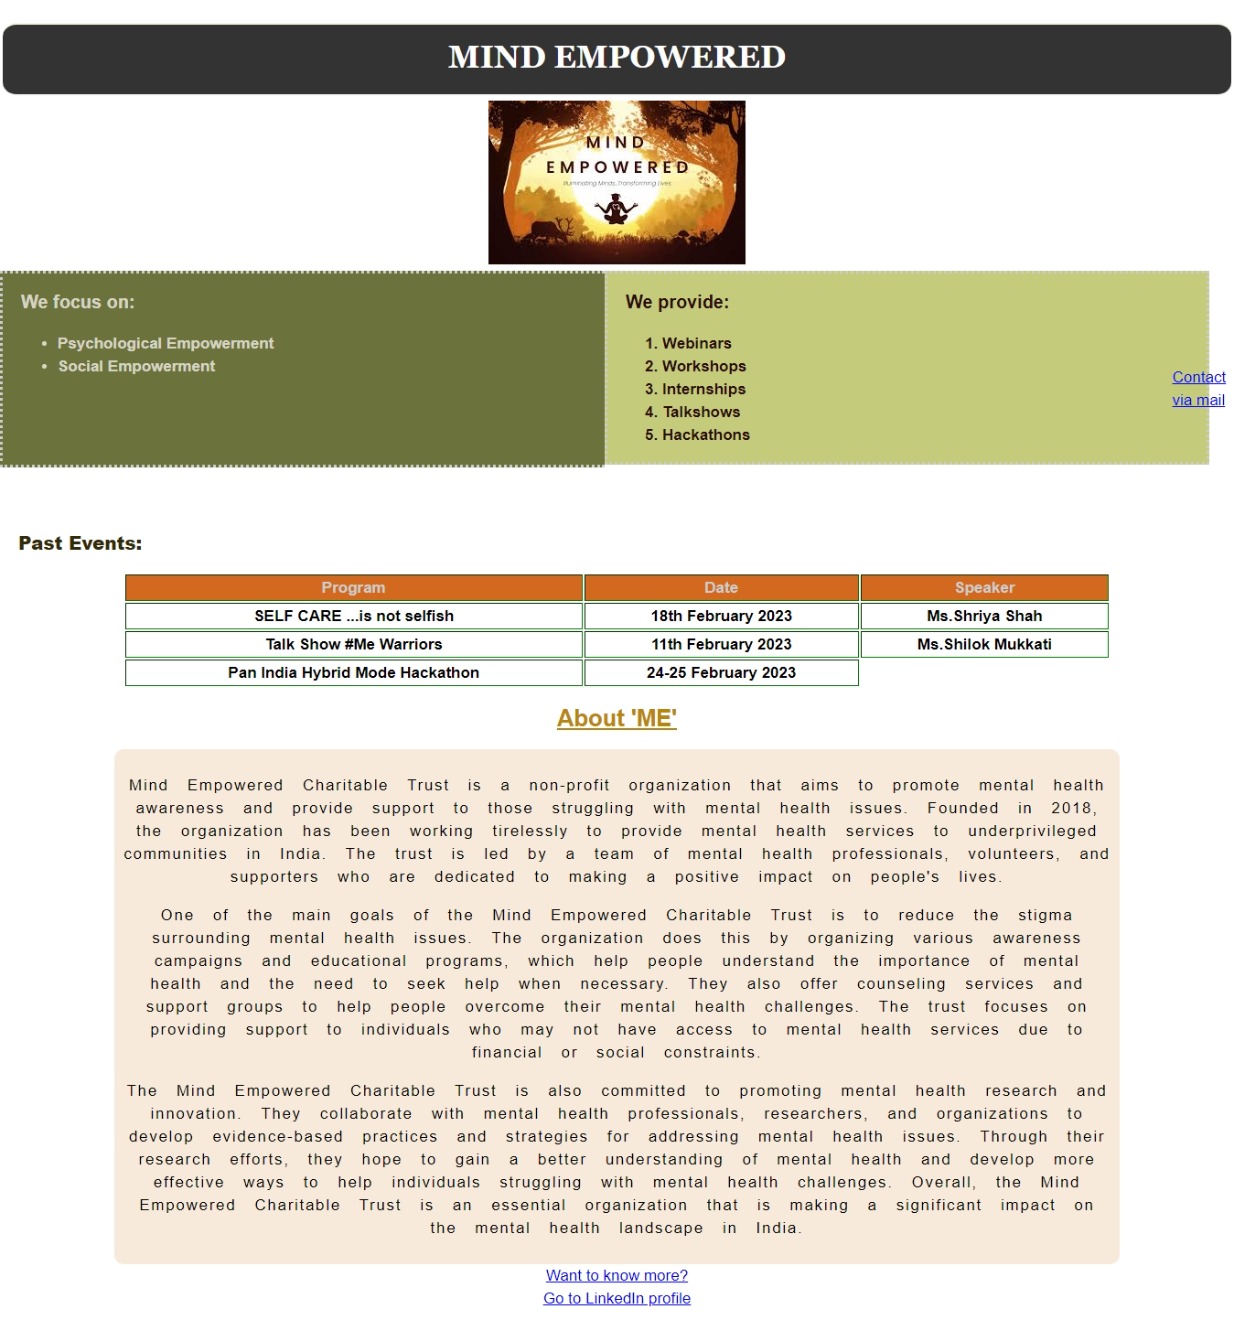 MIND EMPOWERED
MIND
EMPOWERED
Illuminating Minds, Transforming Lives
We focus on:
• Psychological Empowerment
• Social Empowerment
We provide:
1. Webinars
2. Workshops
3. Internships
4. Talkshows
5. Hackathons
Contact
via mail
Past Events:
Program Date Speaker
SELF CARE ...is not selfish 18th February 2023 Ms.Shriya Shah
Talk Show #Me Warriors 11th February 2023 Ms.Shilok Mukkati
Pan India Hybrid Mode Hackathon 24-25 February 2023
About 'ME'
Mind Empowered Charitable Trust is a non-profit organization that aims to promote mental health
awareness and provide support to those struggling with mental health issues. Founded in 2018,
the organization has been working tirelessly to provide mental health services to underprivileged
communities in India. The trust is led by a team of mental health professionals, volunteers, and
supporters who are dedicated to making a positive impact on people's lives.
One of the main goals of the Mind Empowered Charitable Trust is to reduce the stigma
surrounding mental health issues. The organization does this by organizing various awareness
campaigns and educational programs, which help people understand the importance of mental
health and the need to seek help when necessary. They also offer counseling services and
support groups to help people overcome their mental health challenges. The trust focuses on
providing support to individuals who may not have access to mental health services due to
financial or social constraints.
The Mind Empowered Charitable Trust is also committed to promoting mental health research and
innovation. They collaborate with mental health professionals, researchers, and organizations to
develop evidence-based practices and strategies for addressing mental health issues. Through their
research efforts, they hope to gain a better understanding of mental health and develop more
effective ways to help individuals struggling with mental health challenges. Overall, the Mind
Empowered Charitable Trust is an essential organization that is making a significant impact on
the mental health landscape in India.
Want to know more?
Go to LinkedIn profile